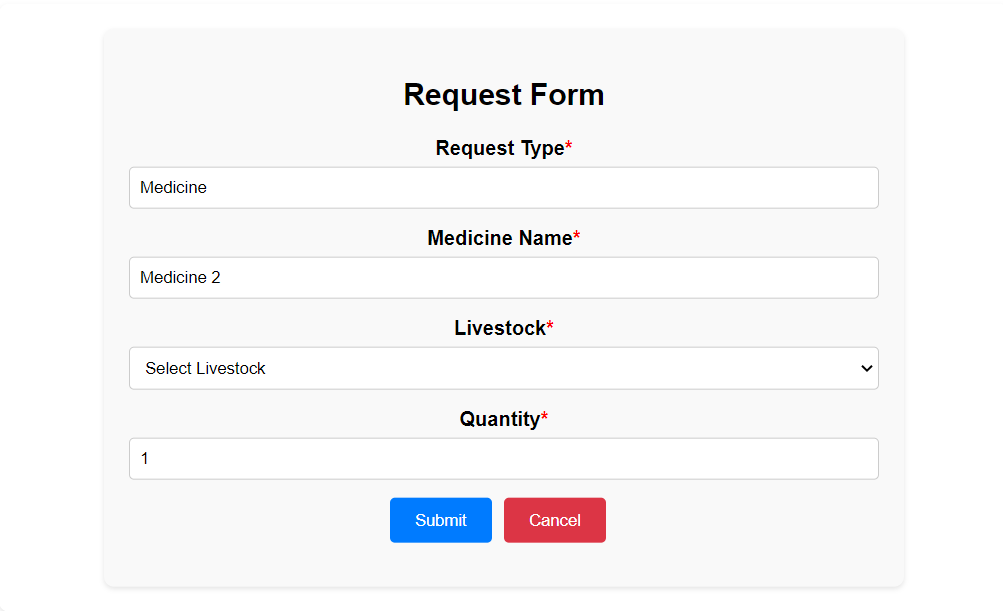 Request Form
Request Type*
Medicine
Medicine Name*
Medicine 2
Livestock*
Select Livestock
Quantity*
1
Submit Cancel